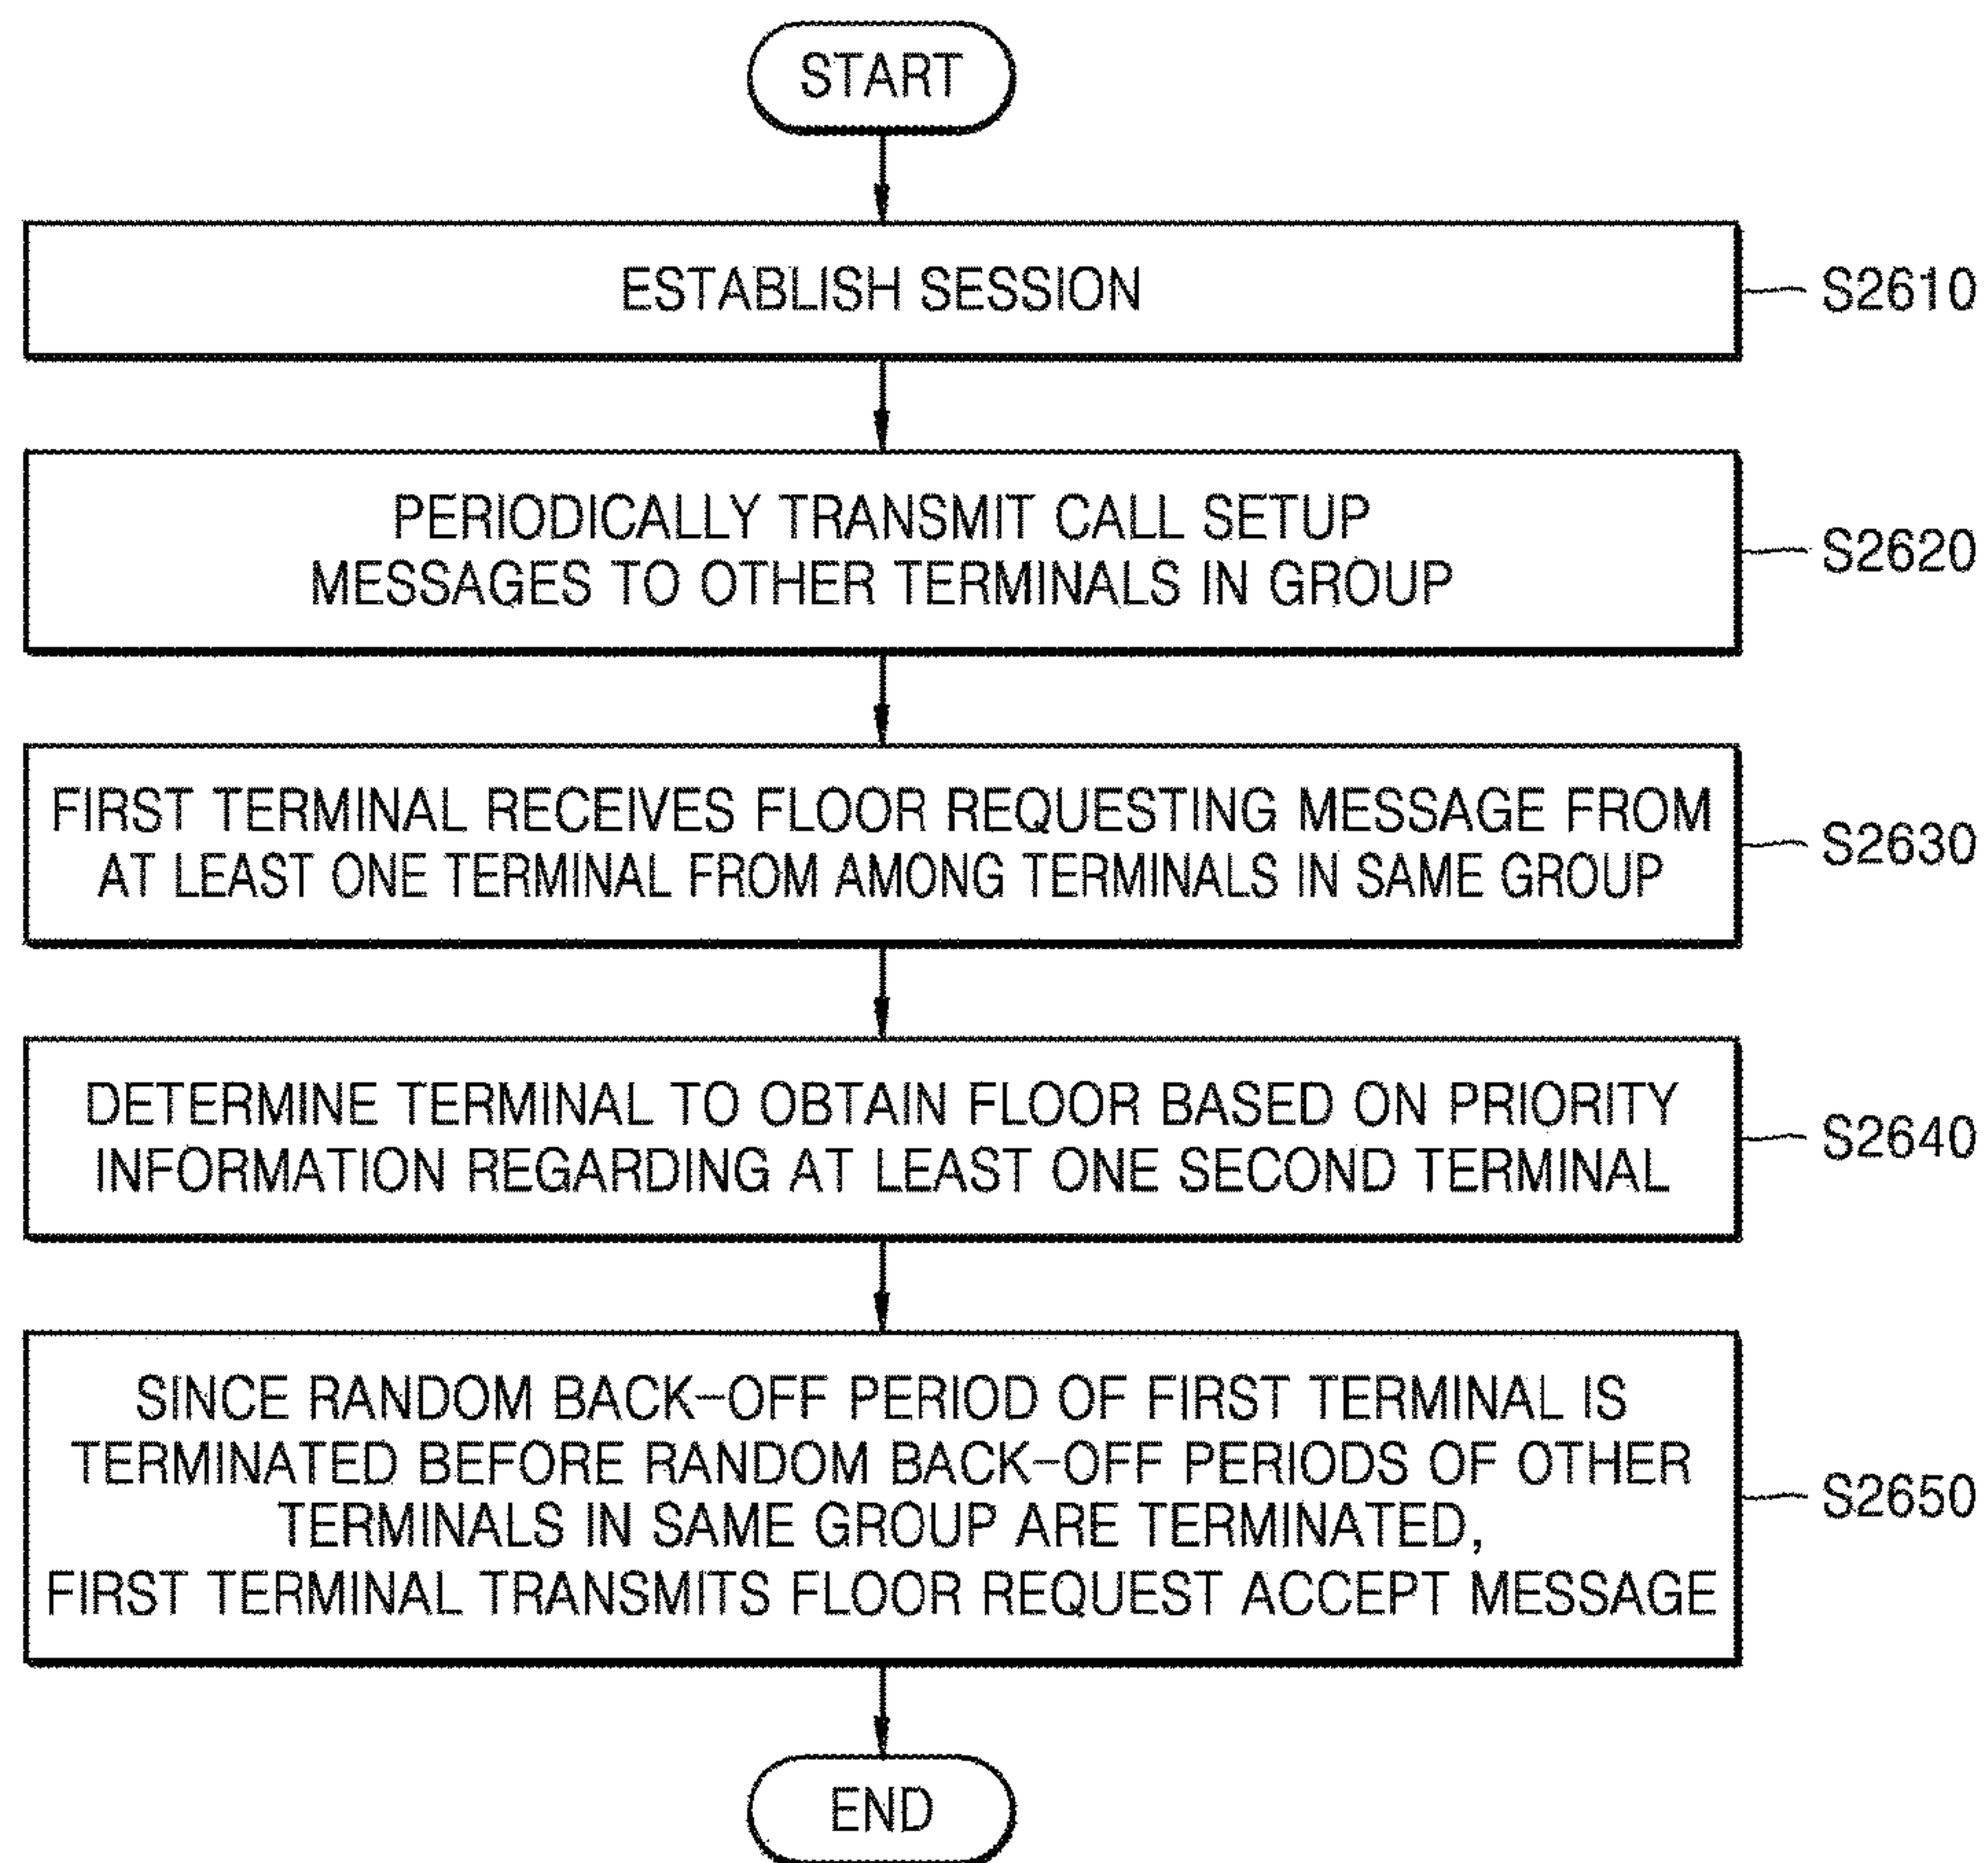 START
ESTABLISH SESSION
S2610
PERIODICALLY TRANSMIT CALL SETUP
MESSAGES TO OTHER TERMINALS IN GROUP
S2620
FIRST TERMINAL RECEIVES FLOOR REQUESTING MESSAGE FROM
AT LEAST ONE TERMINAL FROM AMONG TERMINALS IN SAME GROUP
S2630
DETERMINE TERMINAL TO OBTAIN FLOOR BASED ON PRIORITY
INFORMATION REGARDING AT LEAST ONE SECOND TERMINAL
S2640
SINCE RANDOM BACK-OFF PERIOD OF FIRST TERMINAL IS
TERMINATED BEFORE RANDOM BACK-OFF PERIODS OF OTHER
TERMINALS IN SAME GROUP ARE TERMINATED,
FIRST TERMINAL TRANSMITS FLOOR REQUEST ACCEPT MESSAGE
S2650
END